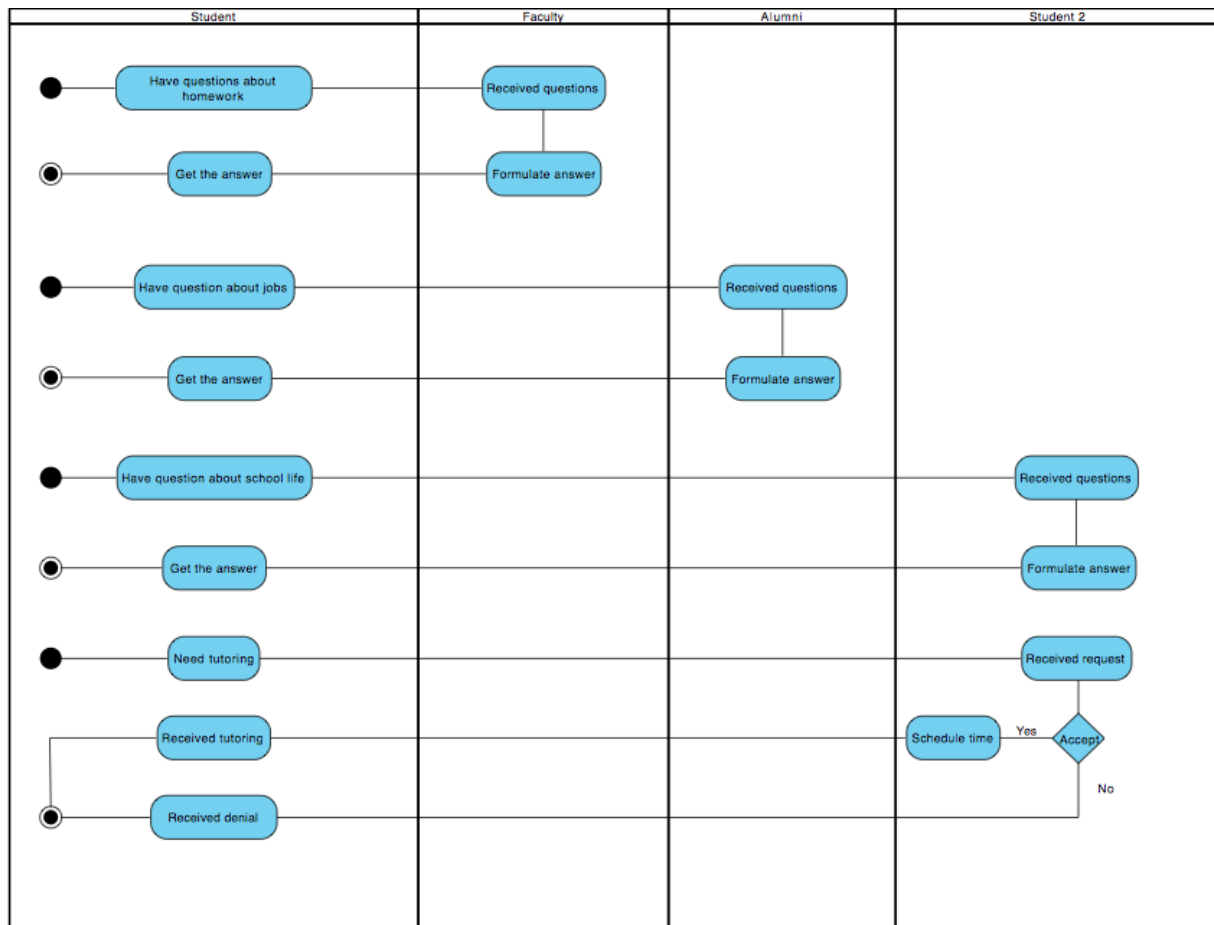 Student
Faculty
Alumni
Student 2
Have questions about
homework
Received questions
Get the answer
Formulate answer
Have question about jobs
Received questions
Get the answer
Formulate answer
Have question about school life
Received questions
Get the answer
Formulate answer
Need tutoring
Received request
Received tutoring
Schedule time
Yes
Accept
No
Received denial